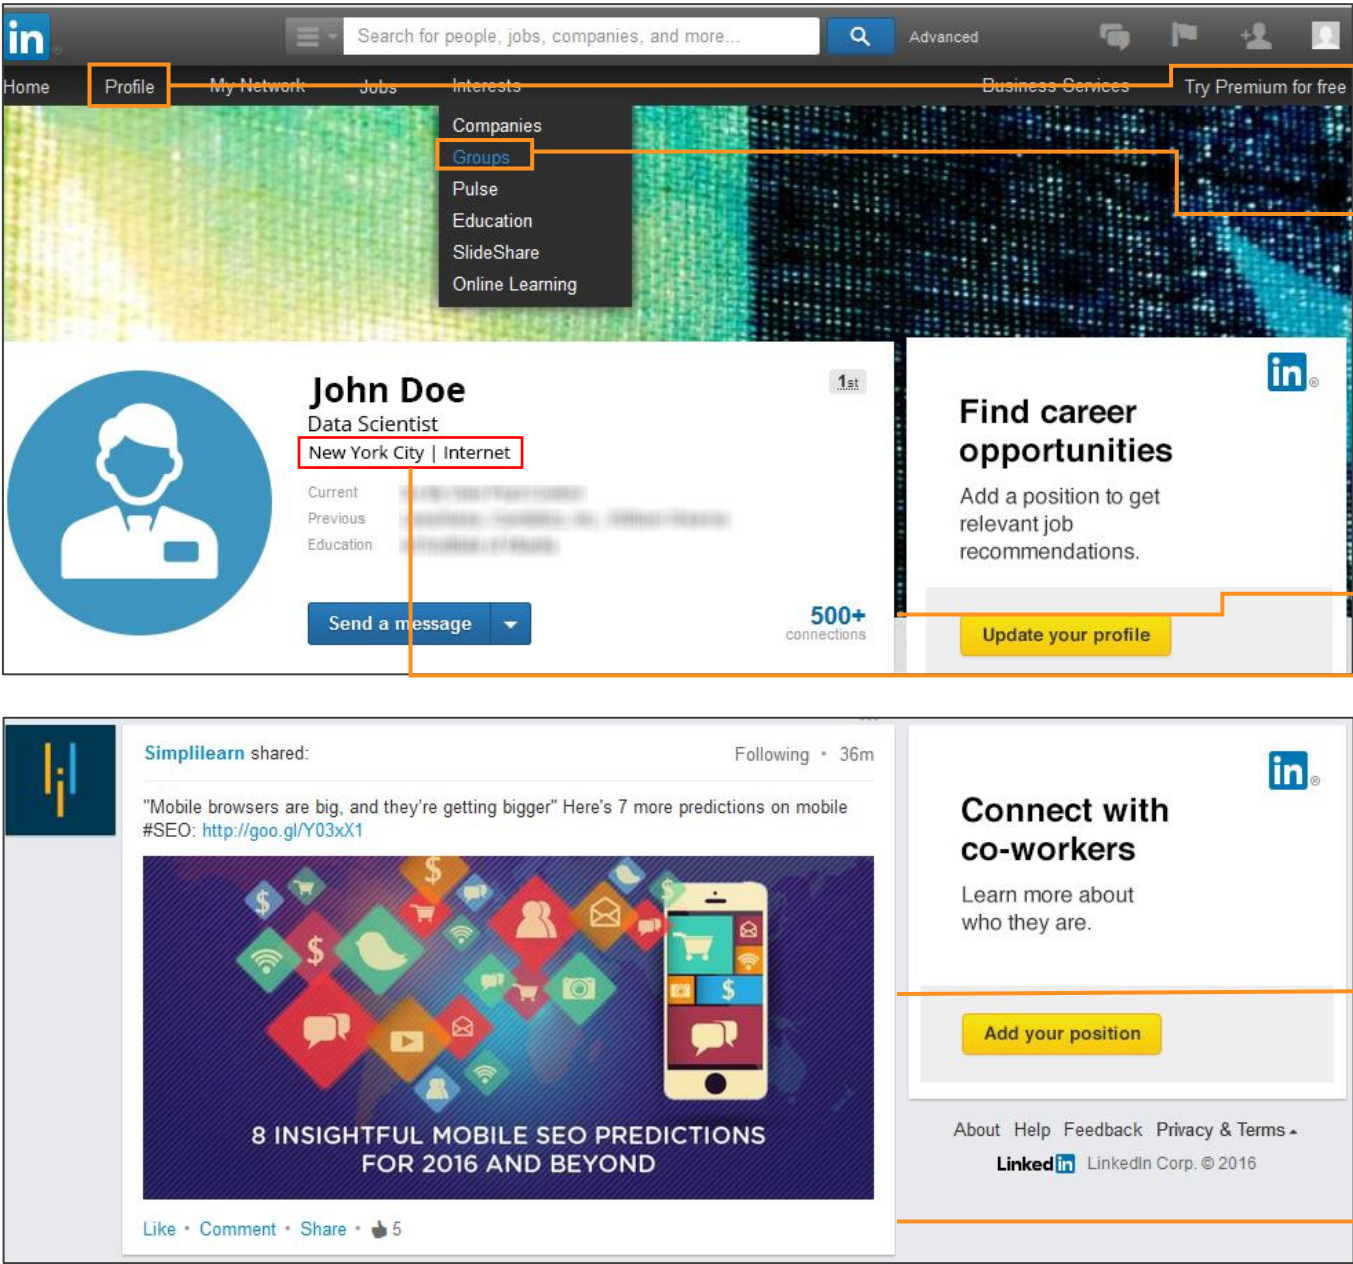 in
Search for people, jobs, companies, and more...
Advanced
Home
Profile
My Network
Jobs
Interests
Business Services
Try Premium for free
Companies
Groups
Pulse
Education
SlideShare
Online Learning
John Doe
1st
Data Scientist
New York City | Internet
Current
Previous
Education
Send a message
500+
connections
in
Find career
opportunities
Add a position to get
relevant job
recommendations.
Update your profile
Simplilearn shared:
Following • 36m
"Mobile browsers are big, and they're getting bigger" Here's 7 more predictions on mobile
#SEO: http://goo.gl/Y03xX1
8 INSIGHTFUL MOBILE SEO PREDICTIONS
FOR 2016 AND BEYOND
Like • Comment • Share • 5
in
Connect with
co-workers
Learn more about
who they are.
Add your position
About Help Feedback Privacy & Terms
Linked in LinkedIn Corp. © 2016